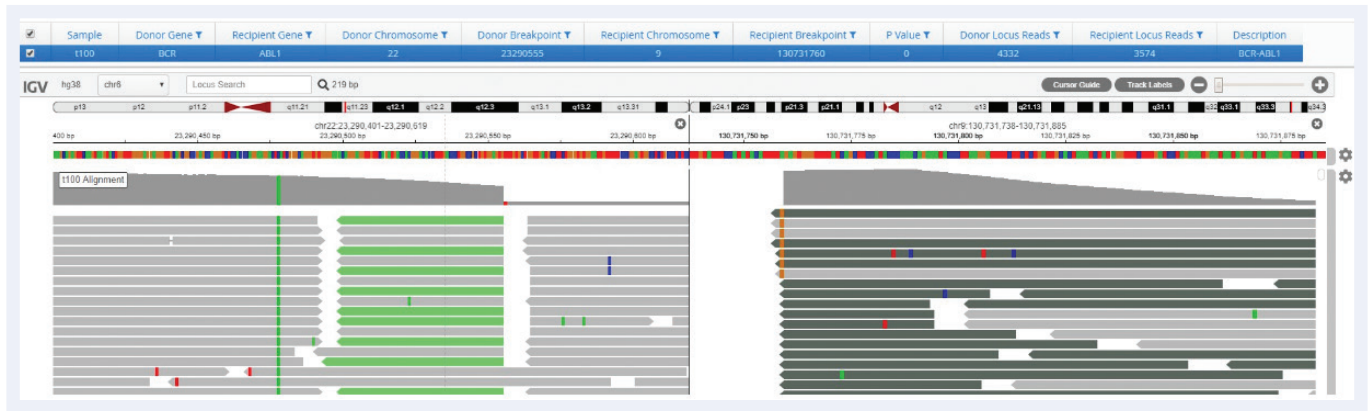 Sample Donor Gene Recipient Gene Donor Chromosome Donor Breakpoint Recipient Chromosome Recipient Breakpoint P Value Donor Locus Reads Recipient Locus Reads Description
t100 BCR ABL1 22 23290555 9 130731760 0 4332 3574 BCR-ABL1
IGV hg38 chr6 Locus Search 219 bp Cursor Guide Track Labels
p13 p12 p11.2 q11.21 q11.23 q12.1 q12.2 q12.3 q13.1 q13.2 q13.31 p24.1 p23 p21.3 p21.1 q12 q13 q21.13 q31.1 q32 q33.1 q33.3 q34.3
chr22:23,290,401-23,290,619 chr9:130,731,738-130,731,885
400 bp 23,290,450 bp 23,290,500 bp 23,290,550 bp 23,290,600 bp 130,731,750 bp 130,731,775 bp 130,731,800 bp 130,731,825 bp 130,731,850 bp 130,731,875 bp
t100 Alignment